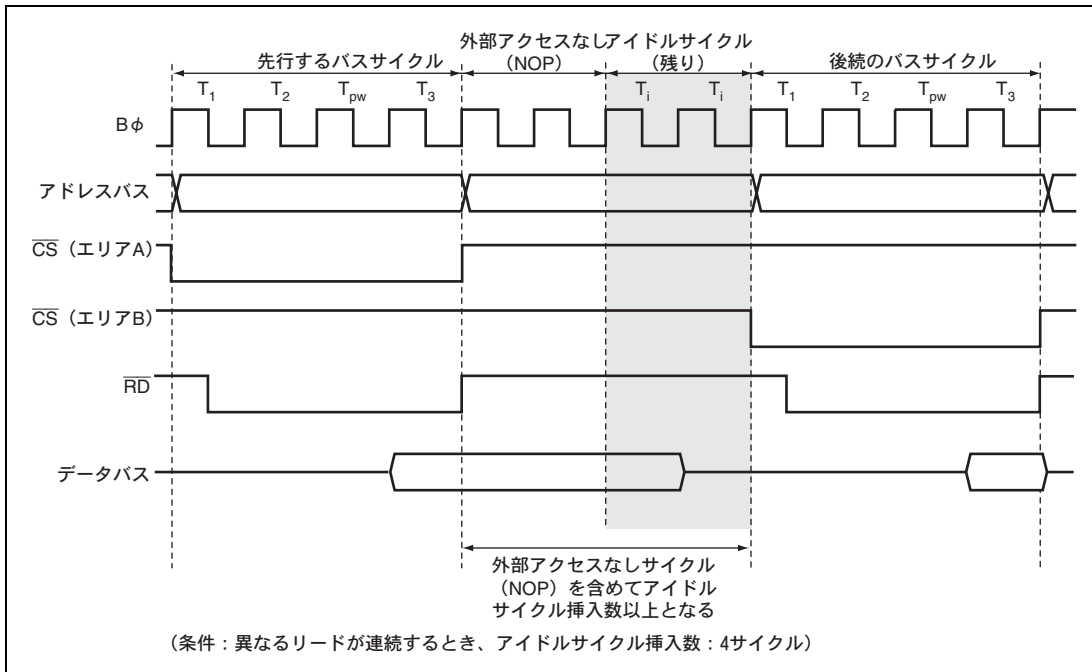 外部アクセスなし アイドルサイクル
先行するバスサイクル (NOP) (残り) 後続のバスサイクル
T1 T2 Tpw T3 Ti Ti T1 T2 Tpw T3
Bφ
アドレスバス
CS（エリアA）
CS（エリアB）
RD
データバス
外部アクセスなしサイクル
（NOP）を含めてアイドル
サイクル挿入数以上となる
（条件：異なるリードが連続するとき、アイドルサイクル挿入数：4サイクル）